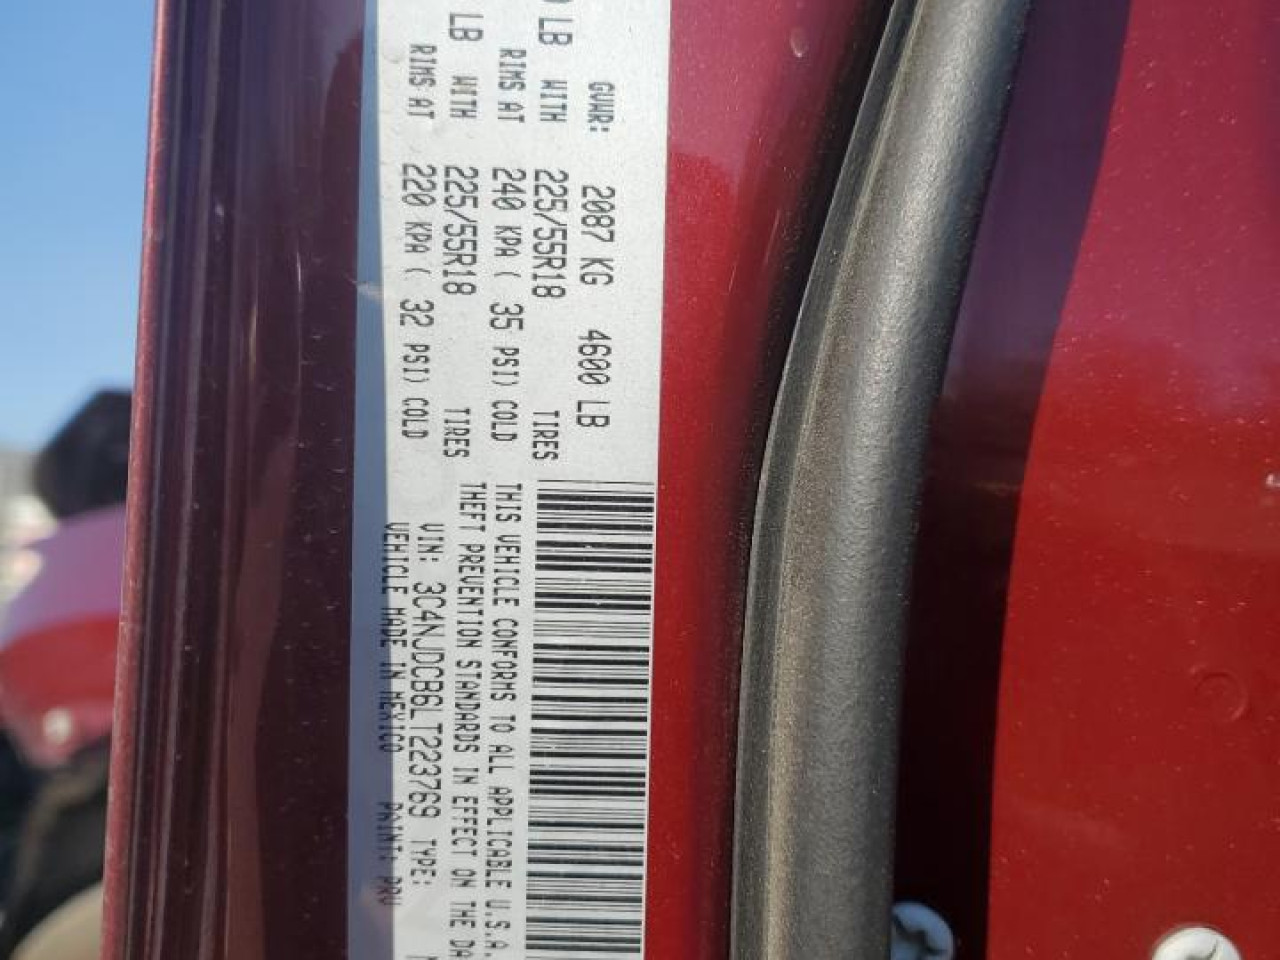 GVWR: 2087 KG 4600 LB
LB WITH 225/55R18 TIRES
RIMS AT 240 KPA ( 35 PSI) COLD
LB WITH 225/55R18 TIRES
RIMS AT 220 KPA ( 32 PSI) COLD
THIS VEHICLE CONFORMS TO ALL APPLICABLE U.S.A.
THEFT PREVENTION STANDARDS IN EFFECT ON THE DA
VIN: 3C4NJDCB6LT223769 TYPE:
VEHICLE MADE IN MEXICO PAINT: PRV